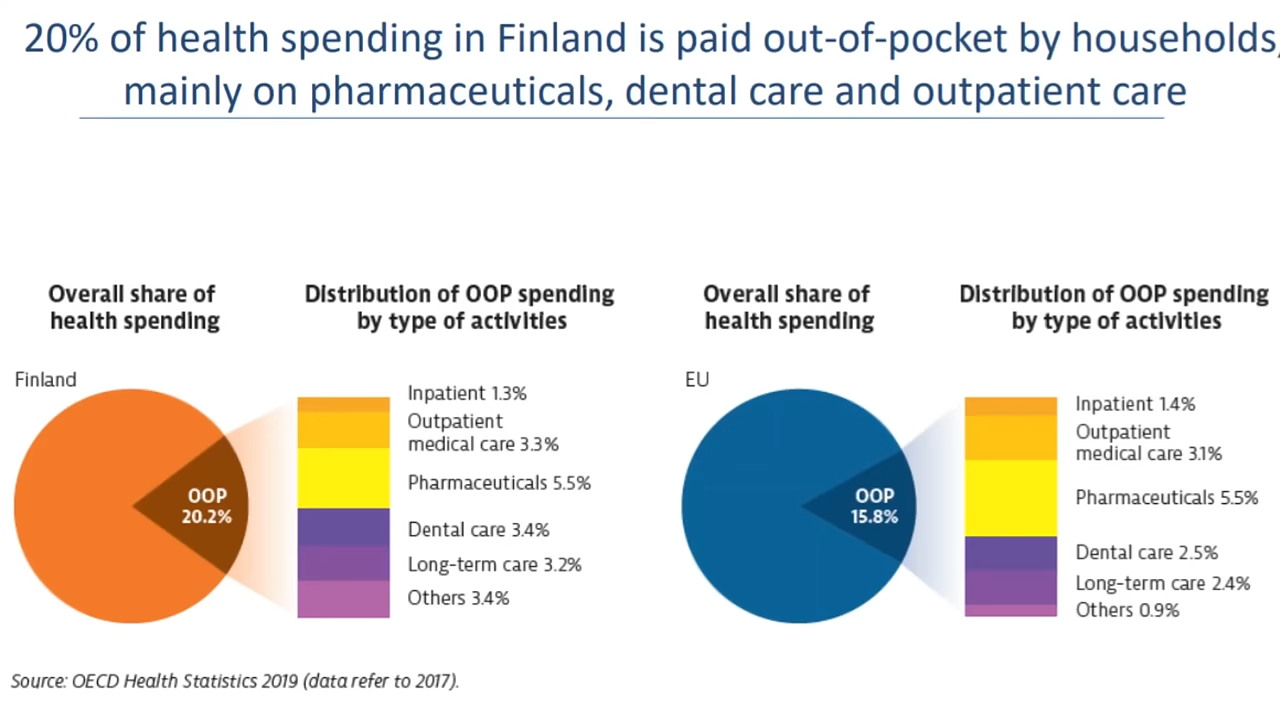 20% of health spending in Finland is paid out-of-pocket by households,
mainly on pharmaceuticals, dental care and outpatient care
Overall share of
health spending
Distribution of OOP spending
by type of activities
Finland
OOP
20.2%
Inpatient 1.3%
Outpatient
medical care 3.3%
Pharmaceuticals 5.5%
Dental care 3.4%
Long-term care 3.2%
Others 3.4%
Overall share of
health spending
Distribution of OOP spending
by type of activities
EU
OOP
15.8%
Inpatient 1.4%
Outpatient
medical care 3.1%
Pharmaceuticals 5.5%
Dental care 2.5%
Long-term care 2.4%
Others 0.9%
Source: OECD Health Statistics 2019 (data refer to 2017).